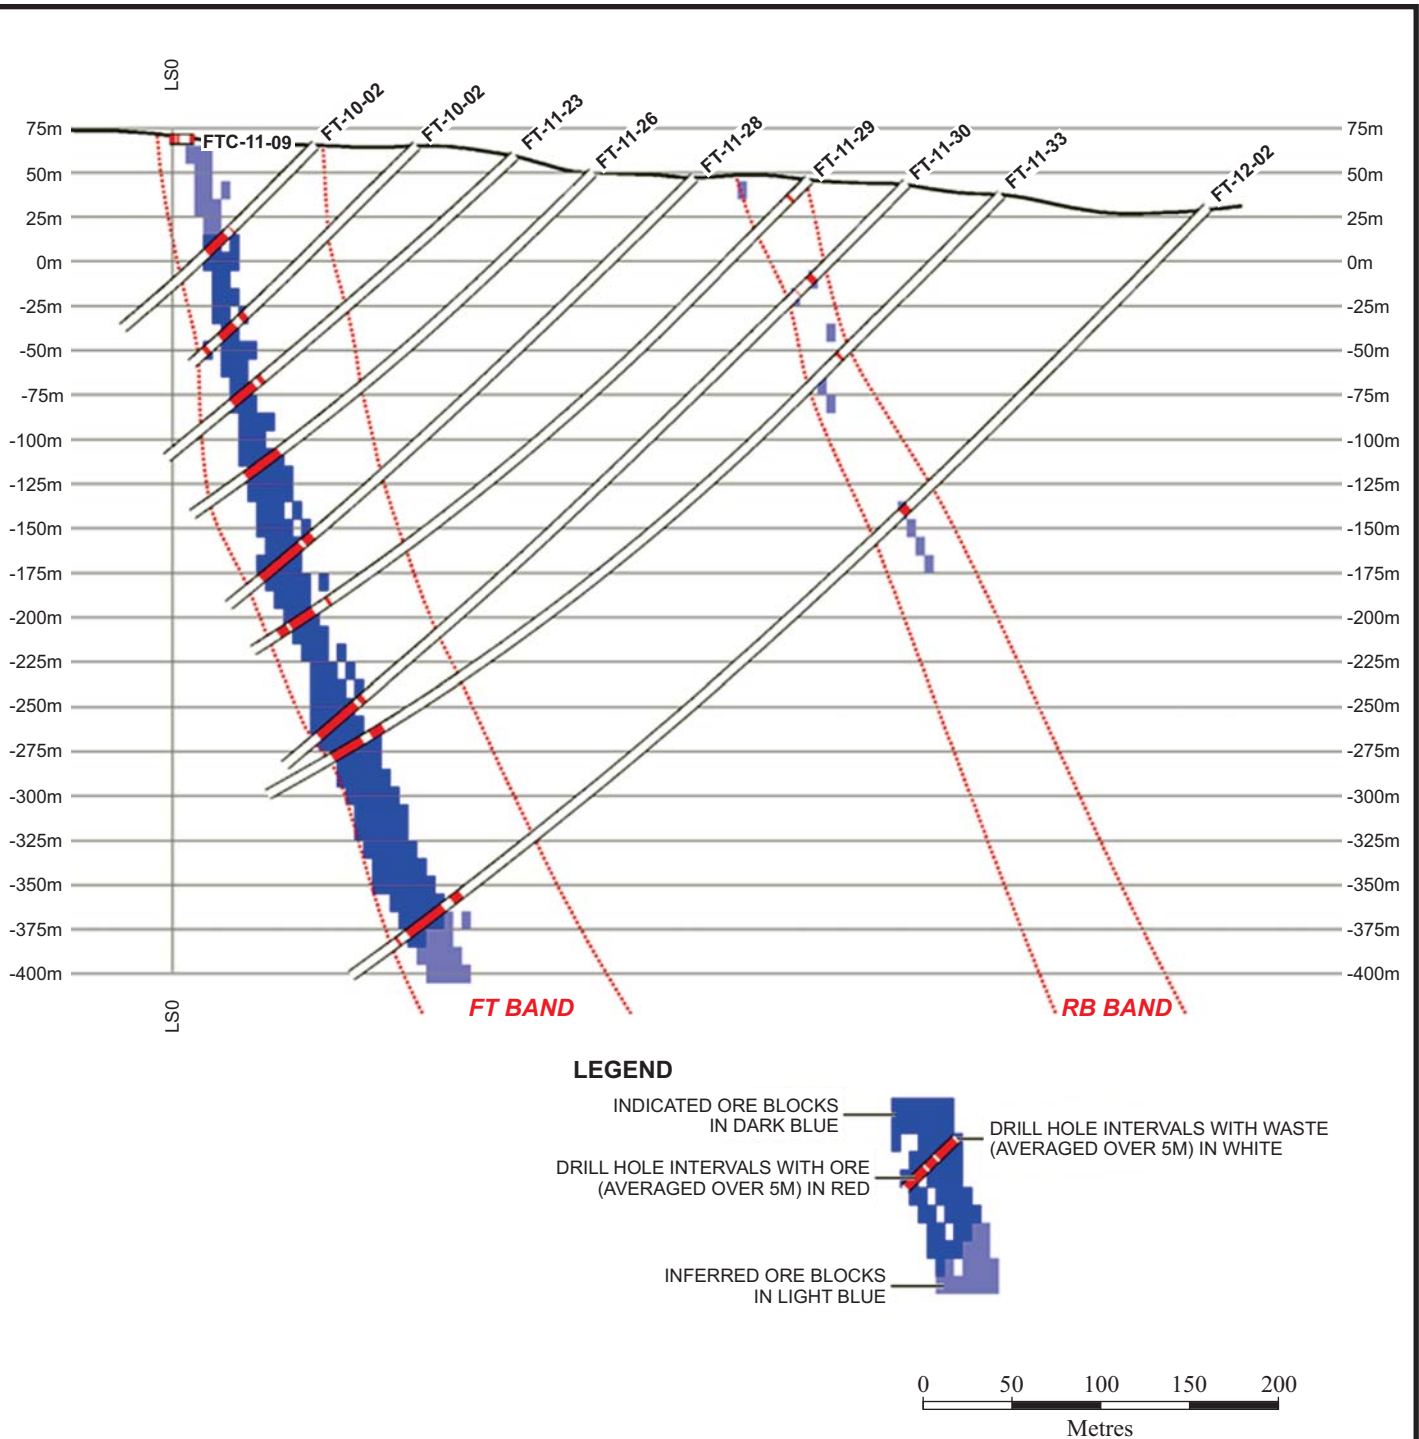 LS0
FT-10-02
FT-10-02
FT-11-23
FT-11-26
FT-11-28
FT-11-29
FT-11-30
FT-11-33
FT-12-02
FTC-11-09
75m 75m
50m 50m
25m 25m
0m 0m
-25m -25m
-50m -50m
-75m -75m
-100m -100m
-125m -125m
-150m -150m
-175m -175m
-200m -200m
-225m -225m
-250m -250m
-275m -275m
-300m -300m
-325m -325m
-350m -350m
-375m -375m
-400m -400m
LS0
FT BAND
RB BAND
LEGEND
INDICATED ORE BLOCKS
IN DARK BLUE
DRILL HOLE INTERVALS WITH WASTE
(AVERAGED OVER 5M) IN WHITE
DRILL HOLE INTERVALS WITH ORE
(AVERAGED OVER 5M) IN RED
INFERRED ORE BLOCKS
IN LIGHT BLUE
0 50 100 150 200
Metres